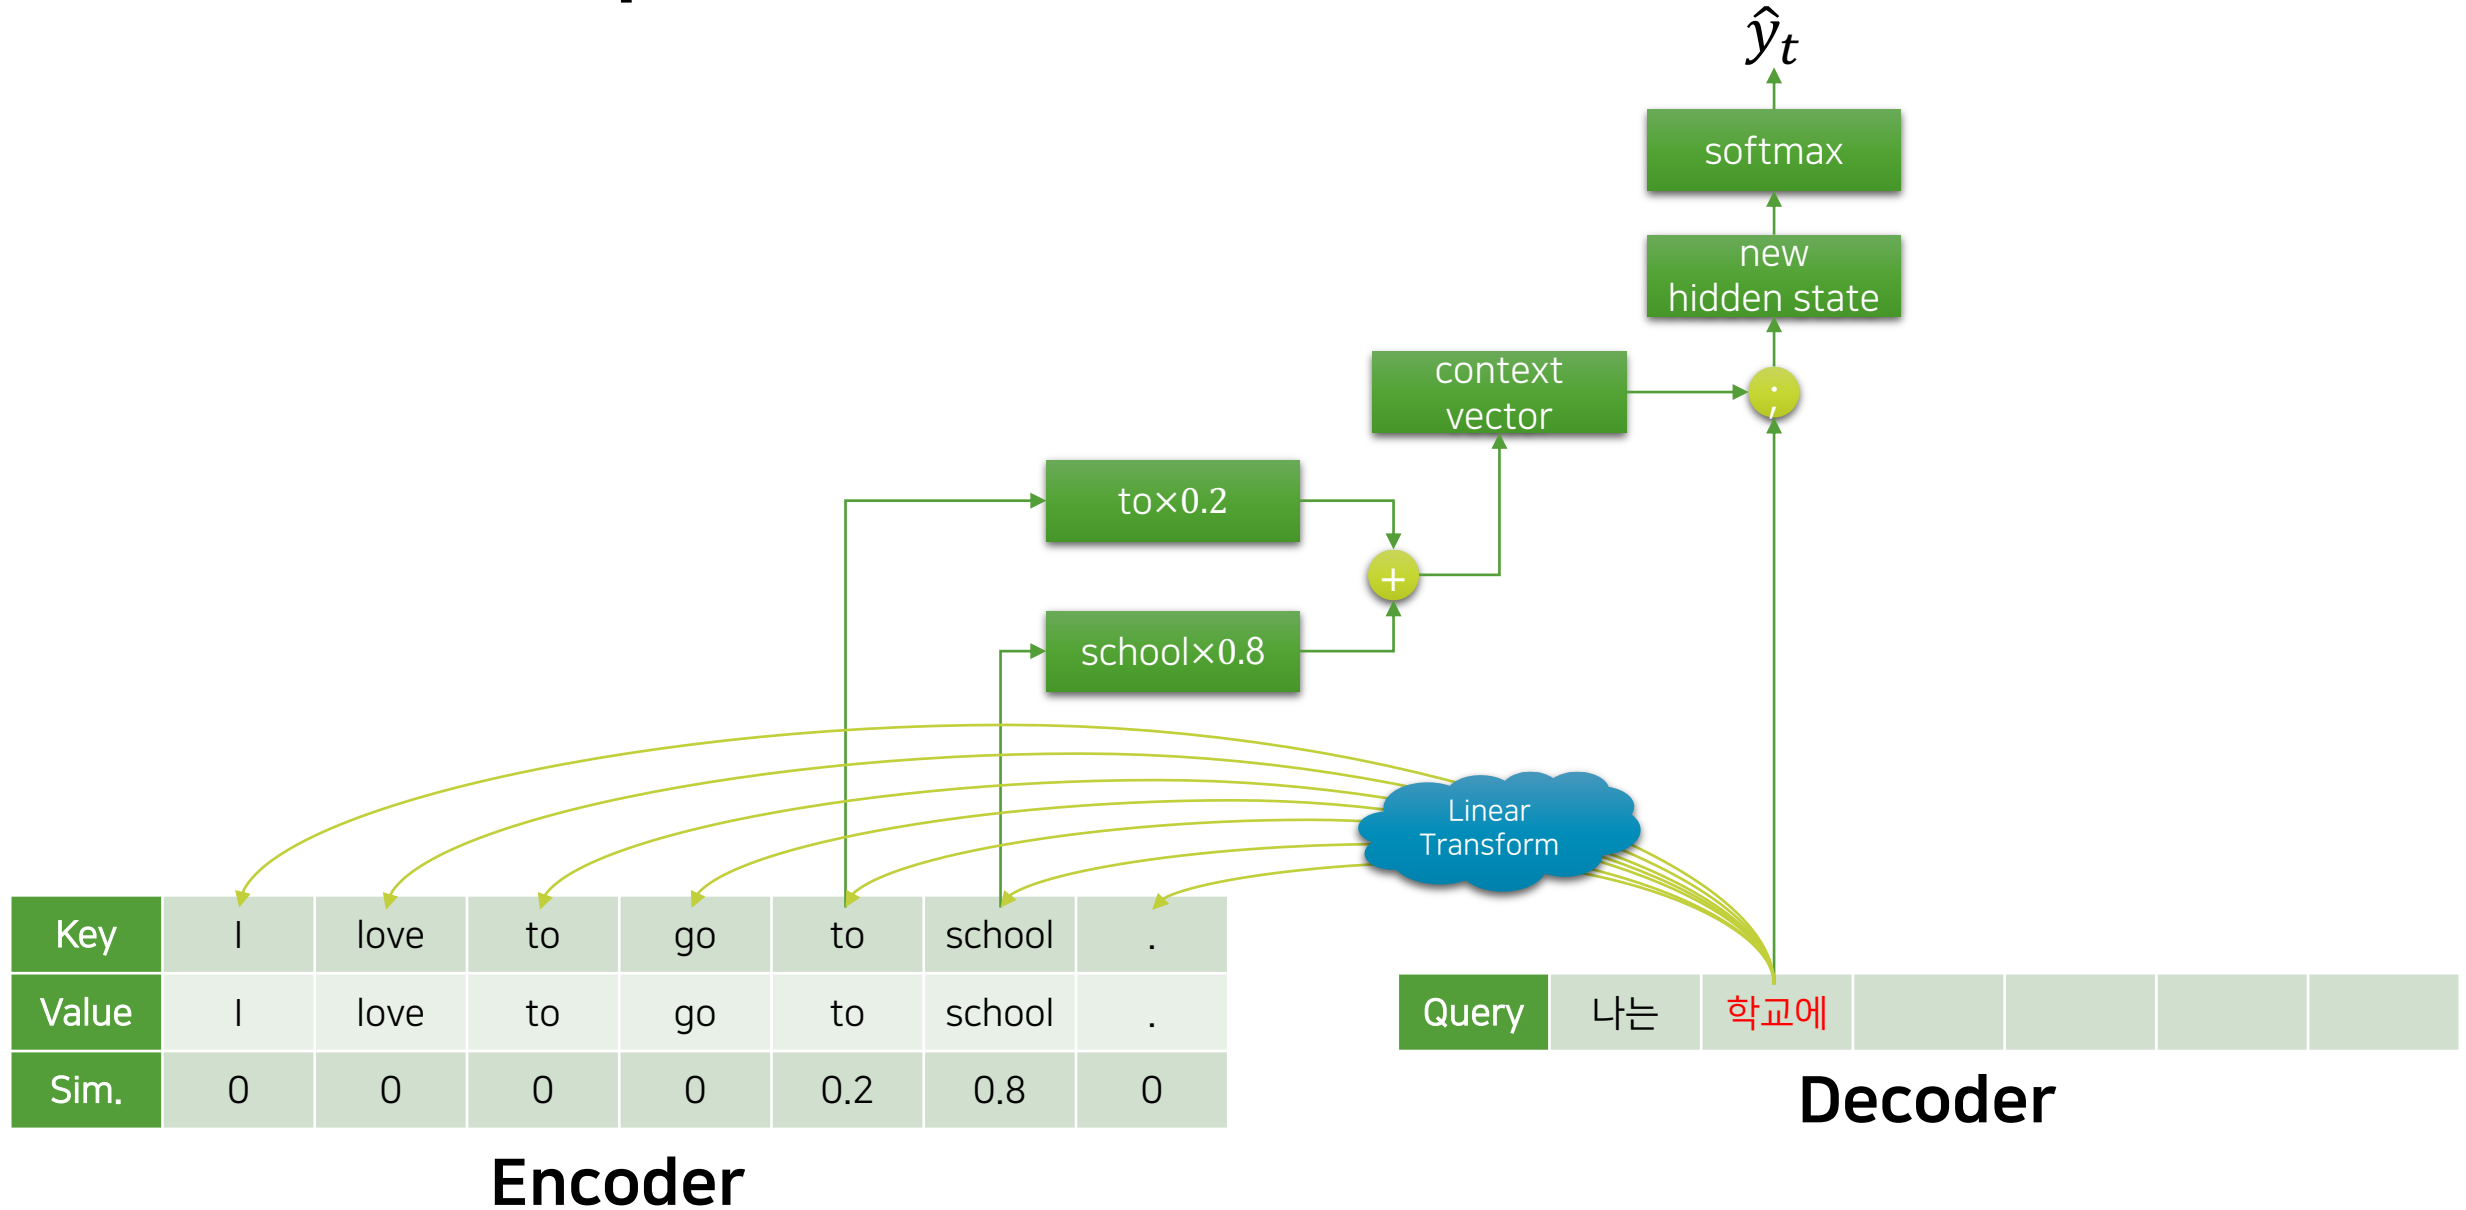 ŷt
softmax
new
hidden state
context
vector
;
to×0.2
+
school×0.8
Linear
Transform
Key I love to go to school .
Value I love to go to school .
Sim. 0 0 0 0 0.2 0.8 0
Encoder
Query 나는 학교에
Decoder